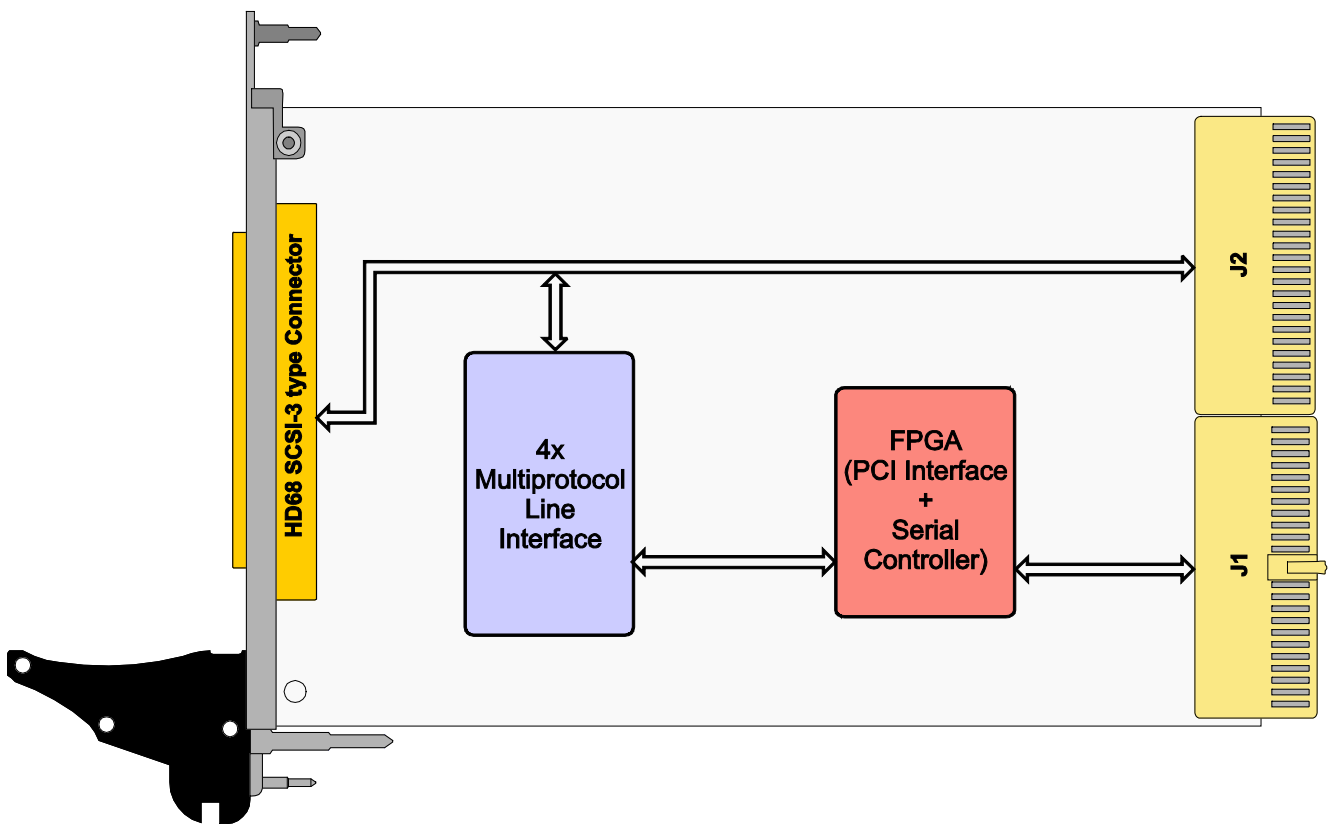 HD68 SCSI-3 type Connector
4x
Multiprotocol
Line
Interface
FPGA
(PCI Interface
+
Serial
Controller)
J2
J1